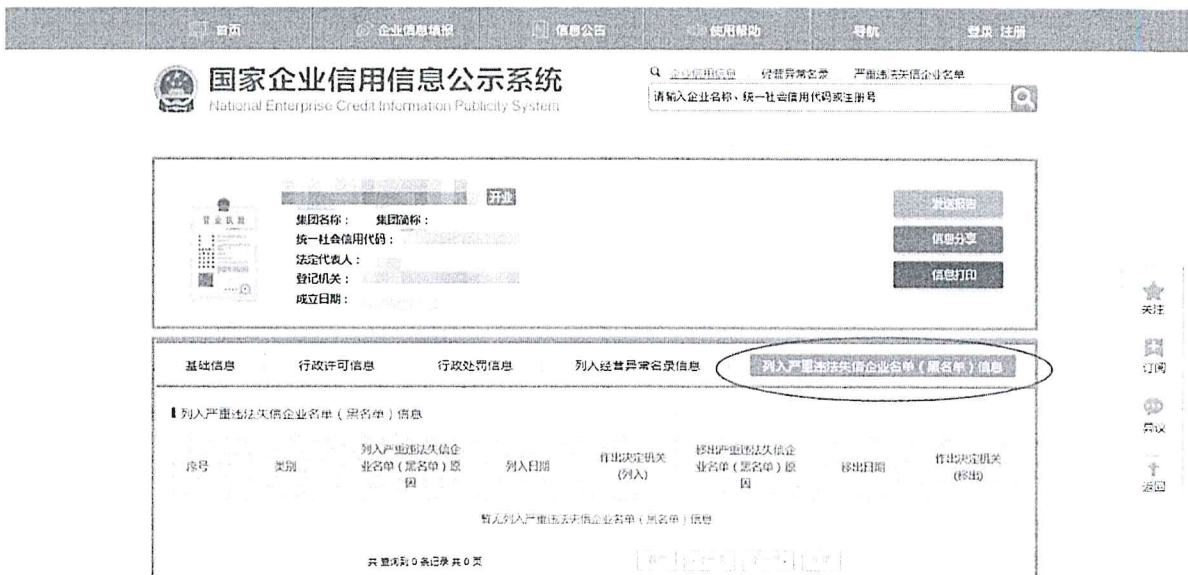 首页 企业信息填报 信息公告 使用帮助 导航 登录 注册
国家企业信用信息公示系统
National Enterprise Credit Information Publicity System
企业信用信息 经营异常名录 严重违法失信企业名单
请输入企业名称、统一社会信用代码或注册号
开业
营业执照
集团名称： 集团简称：
统一社会信用代码：
法定代表人：
登记机关：
成立日期：
发送报告
信息分享
信息打印
关注
订阅
异议
返回
基础信息 行政许可信息 行政处罚信息 列入经营异常名录信息 列入严重违法失信企业名单（黑名单）信息
列入严重违法失信企业名单（黑名单）信息
序号 类别 列入严重违法失信企业名单（黑名单）原因 列入日期 作出决定机关(列入) 移出严重违法失信企业名单（黑名单）原因 移出日期 作出决定机关(移出)
暂无列入严重违法失信企业名单（黑名单）信息
共 查询到 0 条记录 共 0 页